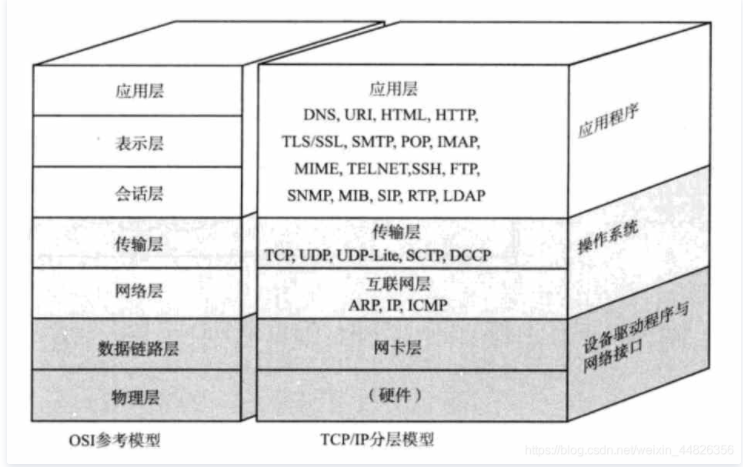 应用层
表示层
会话层
传输层
网络层
数据链路层
物理层
OSI参考模型
应用层
DNS, URI, HTML, HTTP,
TLS/SSL, SMTP, POP, IMAP,
MIME, TELNET,SSH, FTP,
SNMP, MIB, SIP, RTP, LDAP
传输层
TCP, UDP, UDP-Lite, SCTP, DCCP
互联网层
ARP, IP, ICMP
网卡层
（硬件）
TCP/IP分层模型
应用程序
操作系统
设备驱动程序与
网络接口
https://blog.csdn.net/weixin_44826356